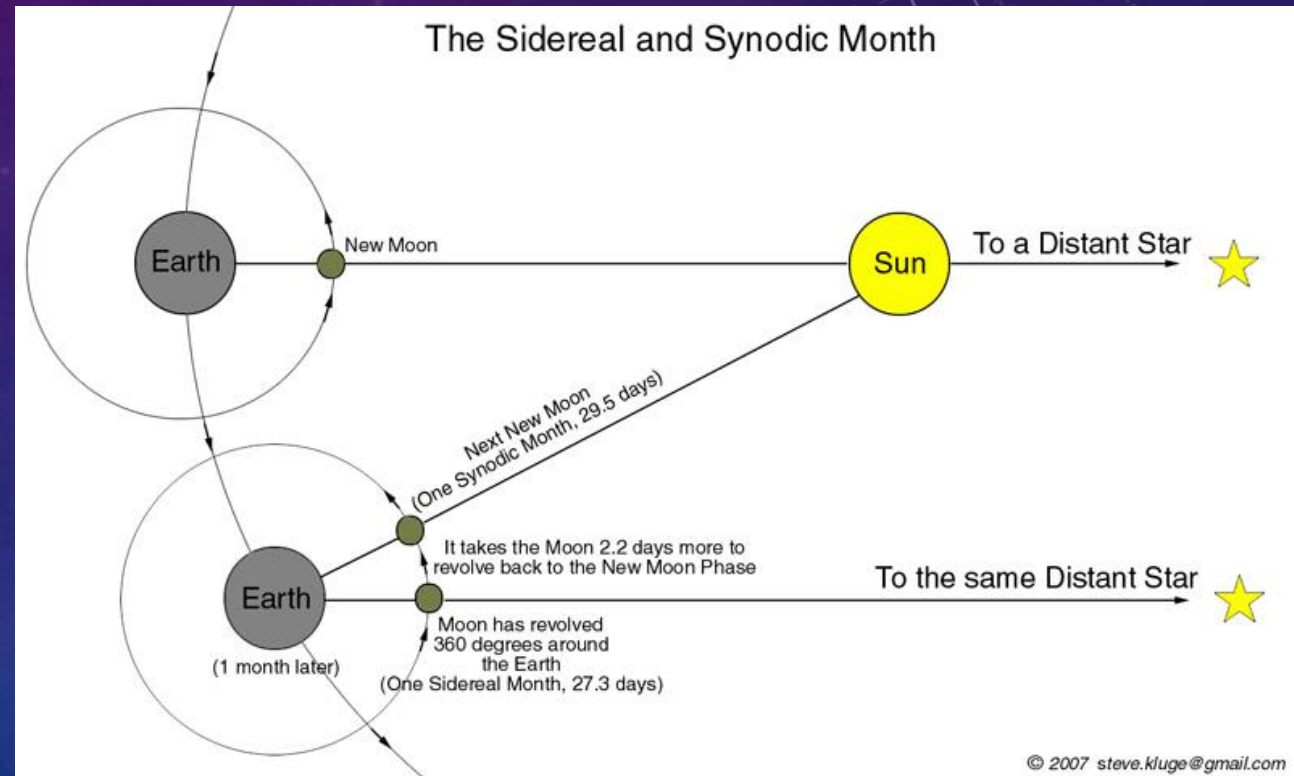 The Sidereal and Synodic Month
Earth
New Moon
Sun
To a Distant Star
Next New Moon
(One Synodic Month, 29.5 days)
It takes the Moon 2.2 days more to
revolve back to the New Moon Phase
To the same Distant Star
Earth
(1 month later)
Moon has revolved
360 degrees around
the Earth
(One Sidereal Month, 27.3 days)
© 2007 steve.kluge@gmail.com